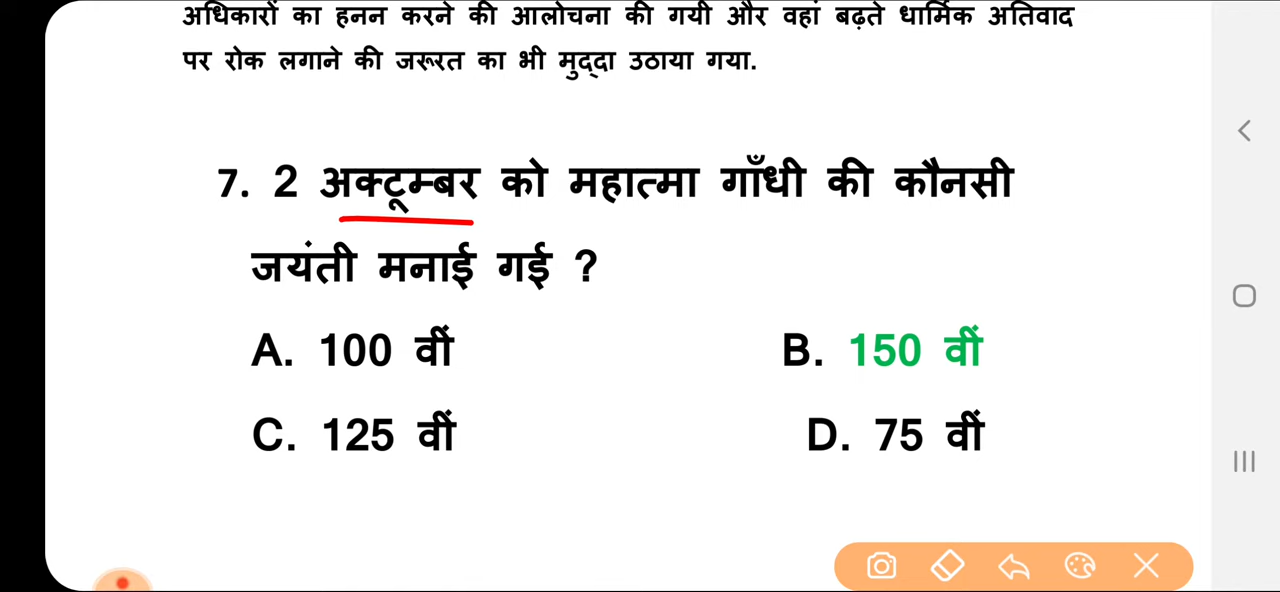 अधिकारों का हनन करने की आलोचना की गयी और वहां बढ़ते धार्मिक अतिवाद
पर रोक लगाने की जरूरत का भी मुद्दा उठाया गया.
7. 2 अक्टूम्बर को महात्मा गाँधी की कौनसी
जयंती मनाई गई ?
A. 100 वीं B. 150 वीं
C. 125 वीं D. 75 वीं